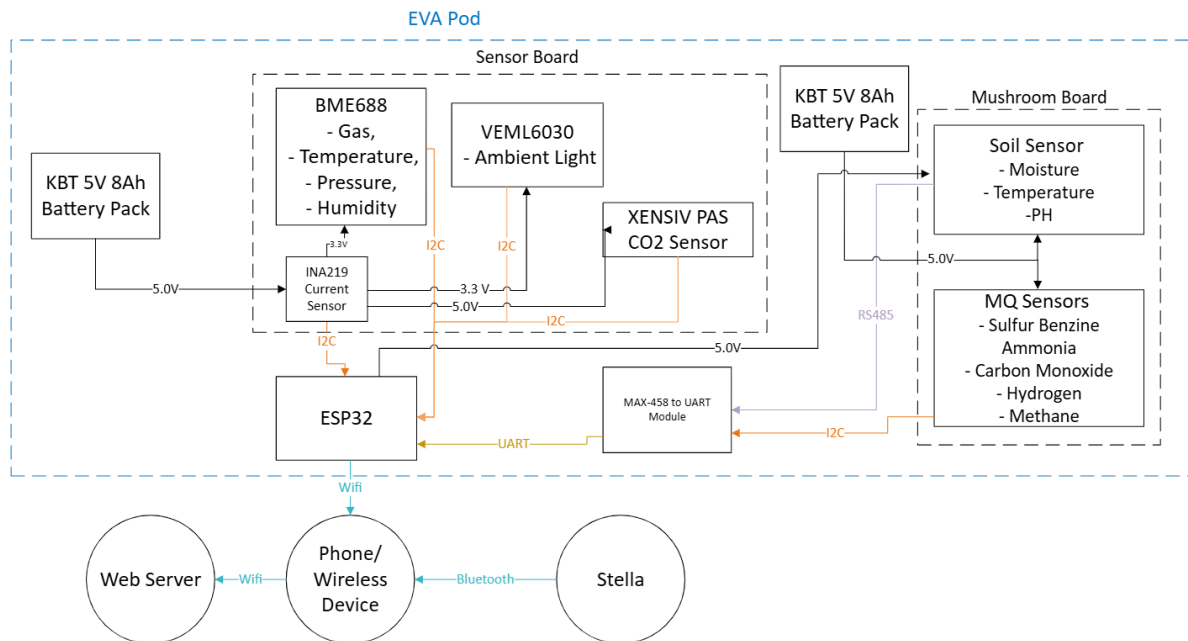 EVA Pod
Sensor Board
BME688
- Gas,
- Temperature,
- Pressure,
- Humidity
VEML6030
- Ambient Light
KBT 5V 8Ah
Battery Pack
Mushroom Board
Soil Sensor
- Moisture
- Temperature
-PH
KBT 5V 8Ah
Battery Pack
XENSIV PAS
CO2 Sensor
I2C
I2C
3.3V
INA219
Current
Sensor
5.0V
3.3 V
5.0V
5.0V
MQ Sensors
- Sulfur Benzine
Ammonia
- Carbon Monoxide
- Hydrogen
- Methane
I2C
I2C
5.0V
RS485
ESP32
MAX-458 to UART
Module
UART
I2C
Wifi
Web Server
Wifi
Phone/
Wireless
Device
Bluetooth
Stella